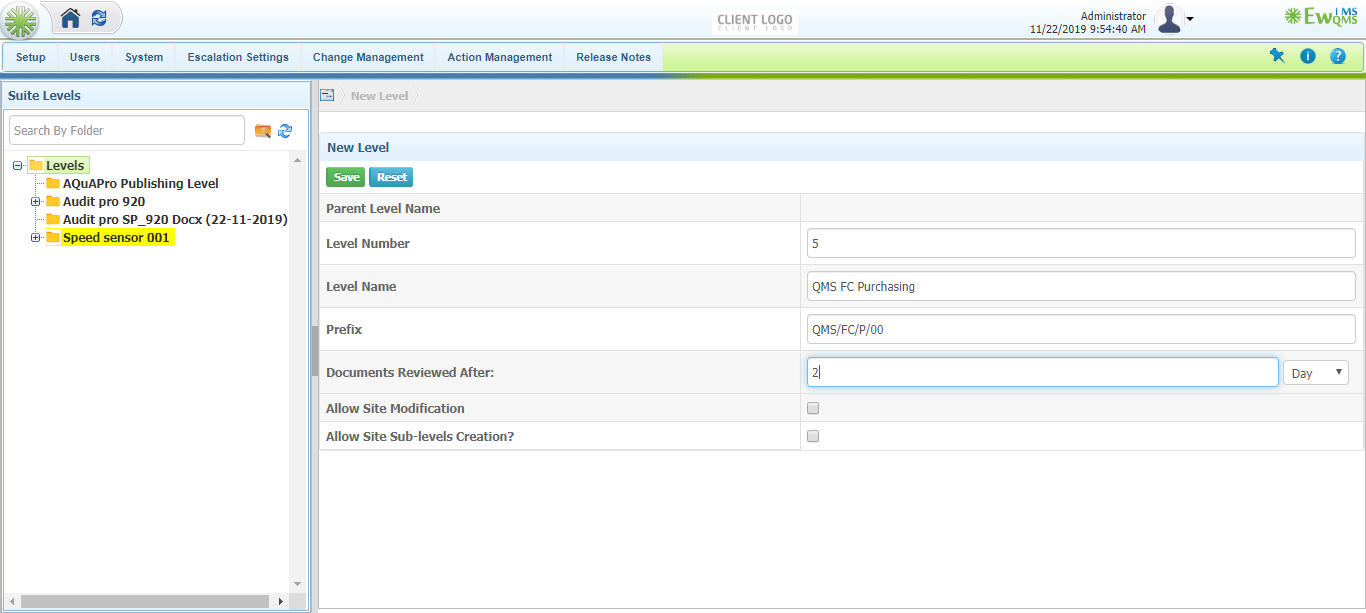 CLIENT LOGO
CLIENT LOGO
Administrator
11/22/2019 9:54:40 AM
EwQMS
iMS
Setup Users System Escalation Settings Change Management Action Management Release Notes
Suite Levels
New Level
Search By Folder
Levels
AQuAPro Publishing Level
Audit pro 920
Audit pro SP_920 Docx (22-11-2019)
Speed sensor 001
New Level
Save Reset
Parent Level Name
Level Number 5
Level Name QMS FC Purchasing
Prefix QMS/FC/P/00
Documents Reviewed After: 2 Day
Allow Site Modification
Allow Site Sub-levels Creation?